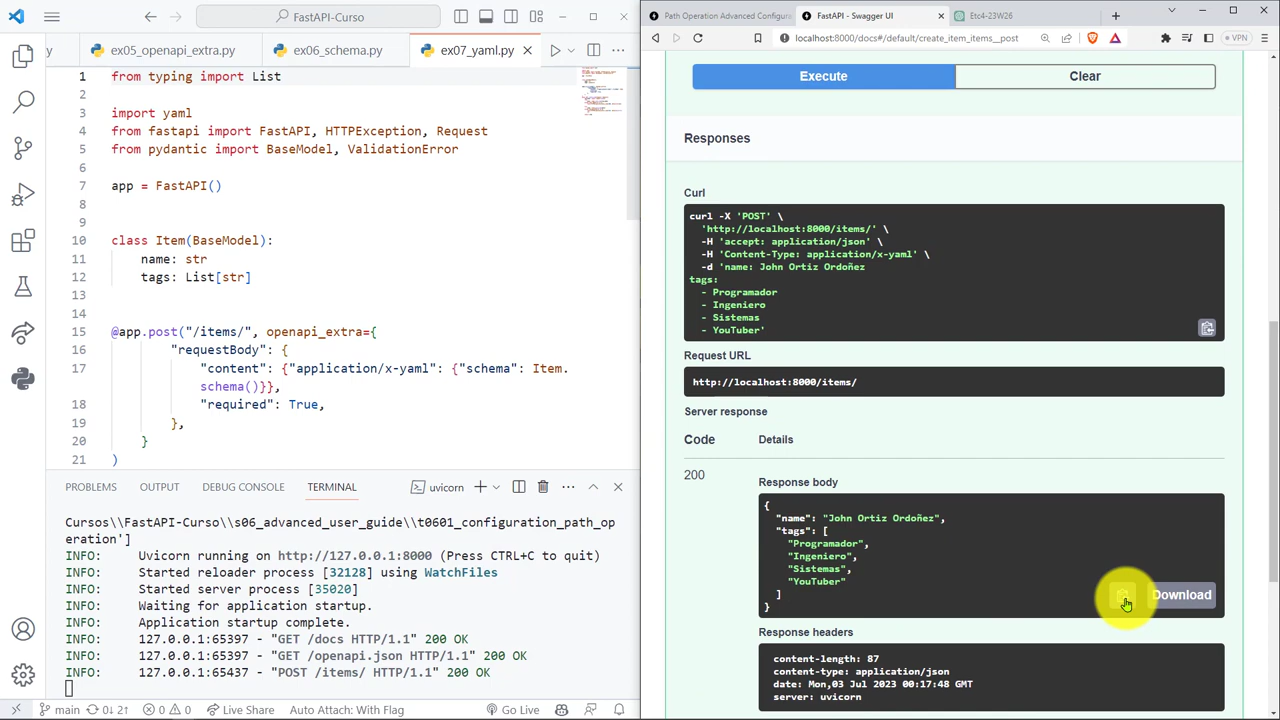 FastAPI-Curso
y
ex05_openapi_extra.py
ex06_schema.py
ex07_yaml.py
1 from typing import List
2
3 import yaml
4 from fastapi import FastAPI, HTTPException, Request
5 from pydantic import BaseModel, ValidationError
6
7 app = FastAPI()
8
9
10 class Item(BaseModel):
11 name: str
12 tags: List[str]
13
14
15 @app.post("/items/", openapi_extra={
16 "requestBody": {
17 "content": {"application/x-yaml": {"schema": Item.
schema()}},
18 "required": True,
19 },
20 }
21 )
PROBLEMS OUTPUT DEBUG CONSOLE TERMINAL uvicorn
Cursos\\FastAPI-Curso\\s06_advanced_user_guide\\t0601_configuration_path_op
eration']
INFO: Uvicorn running on http://127.0.0.1:8000 (Press CTRL+C to quit)
INFO: Started reloader process [32128] using WatchFiles
INFO: Started server process [35020]
INFO: Waiting for application startup.
INFO: Application startup complete.
INFO: 127.0.0.1:65397 - "GET /docs HTTP/1.1" 200 OK
INFO: 127.0.0.1:65397 - "GET /openapi.json HTTP/1.1" 200 OK
INFO: 127.0.0.1:65397 - "POST /items/ HTTP/1.1" 200 OK
main 0 0 Live Share Attach: With Flag Go Live
Path Operation Advanced Configur
FastAPI - Swagger UI
Etc4-23W26
localhost:8000/docs#/default/create_item_items__post
VPN
Execute
Clear
Responses
Curl
curl -X 'POST' \
'http://localhost:8000/items/' \
-H 'accept: application/json' \
-H 'Content-Type: application/x-yaml' \
-d 'name: John Ortiz Ordoñez
tags:
- Programador
- Ingeniero
- Sistemas
- YouTuber'
Request URL
http://localhost:8000/items/
Server response
Code Details
200
Response body
{
"name": "John Ortiz Ordoñez",
"tags": [
"Programador",
"Ingeniero",
"Sistemas",
"YouTuber"
]
}
Download
Response headers
content-length: 87
content-type: application/json
date: Mon,03 Jul 2023 00:17:48 GMT
server: uvicorn